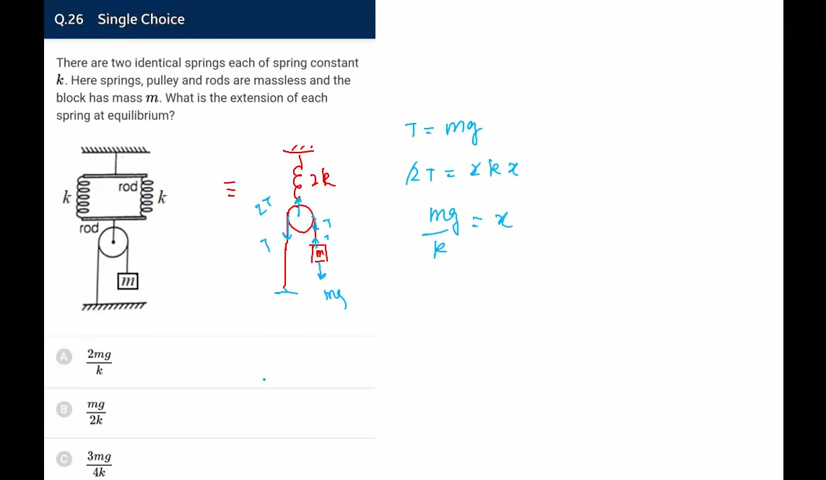 Q.26 Single Choice
There are two identical springs each of spring constant
k. Here springs, pulley and rods are massless and the
block has mass m. What is the extension of each
spring at equilibrium?
k
rod
k
rod
m
≡
2k
2T
T
T
m
mg
T = mg
2T = 2kx
mg/k = x
A 2mg/k
B mg/2k
C 3mg/4k